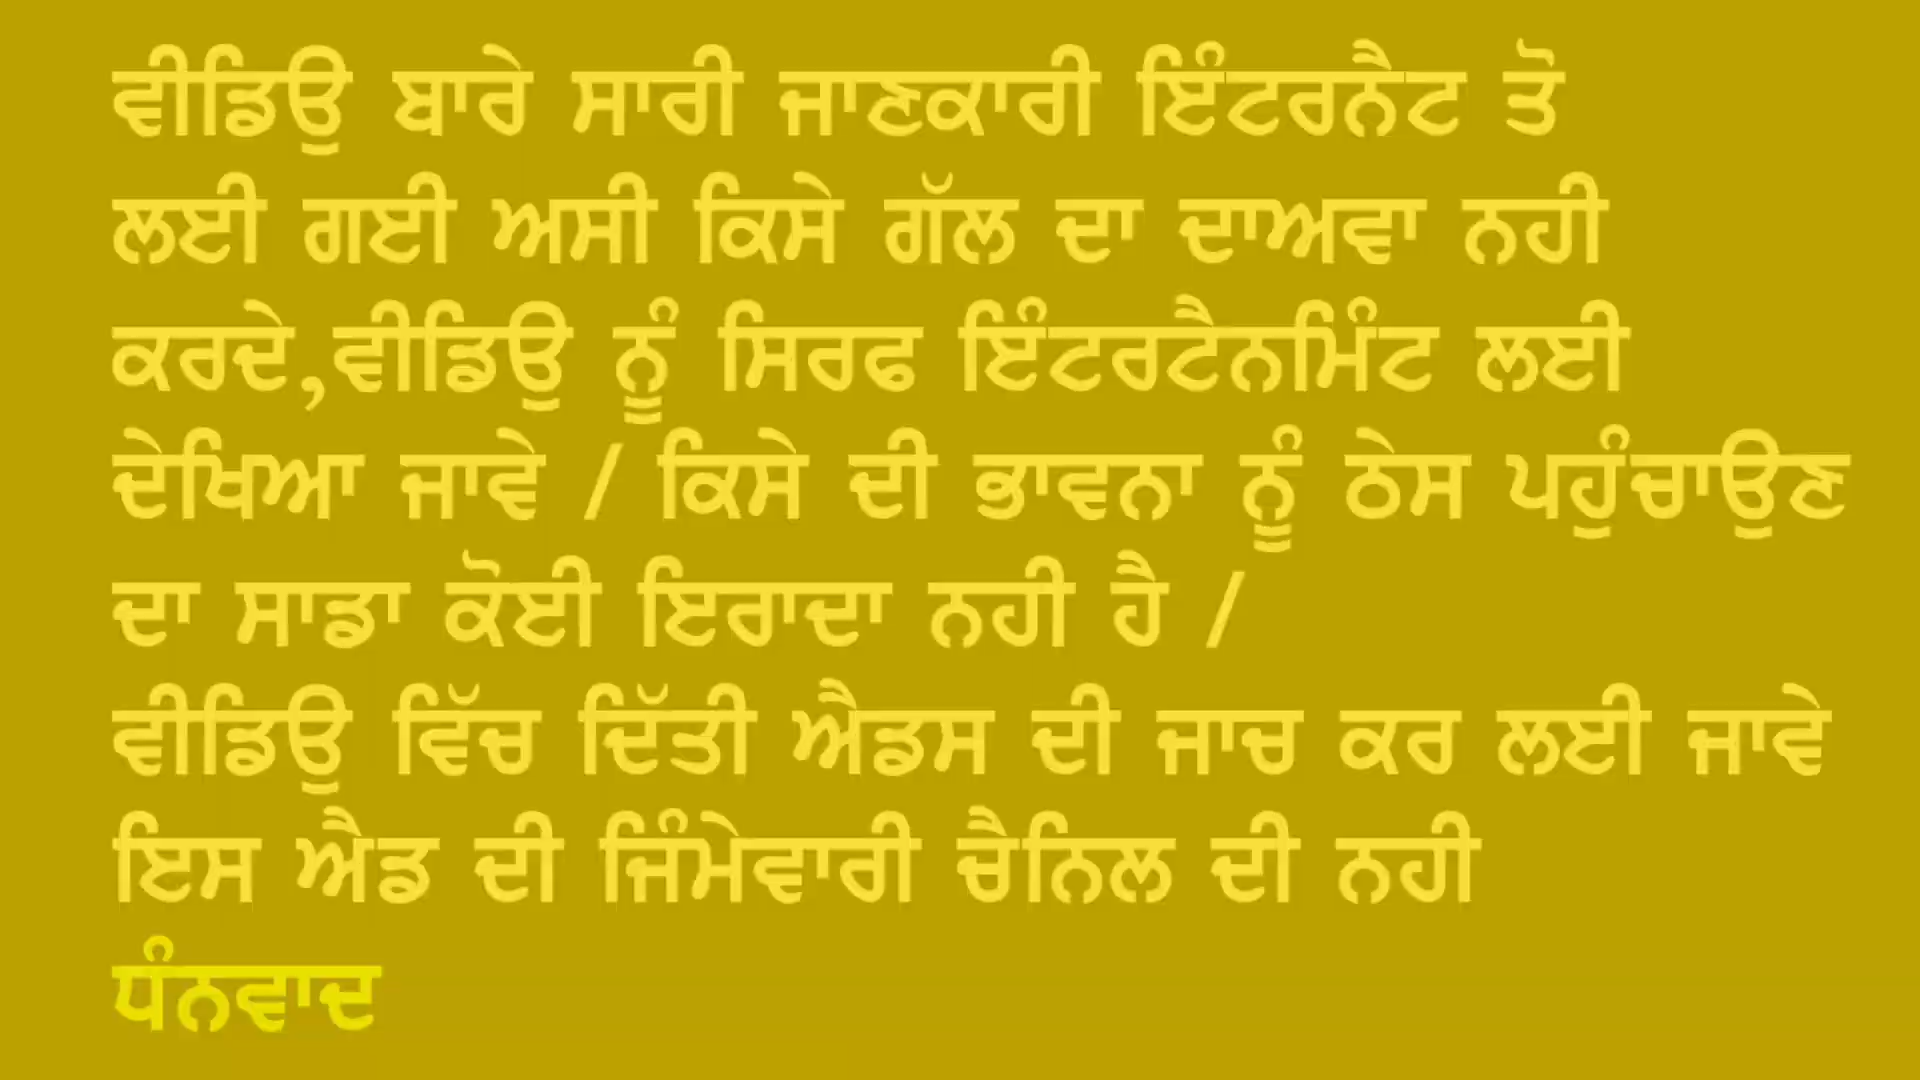 ਵੀਡਿਉ ਬਾਰੇ ਸਾਰੀ ਜਾਣਕਾਰੀ ਇੰਟਰਨੈਟ ਤੋ
ਲਈ ਗਈ ਅਸੀ ਕਿਸੇ ਗੱਲ ਦਾ ਦਾਅਵਾ ਨਹੀ
ਕਰਦੇ,ਵੀਡਿਉ ਨੂੰ ਸਿਰਫ ਇੰਟਰਟੈਨਮਿੰਟ ਲਈ
ਦੇਖਿਆ ਜਾਵੇ / ਕਿਸੇ ਦੀ ਭਾਵਨਾ ਨੂੰ ਠੇਸ ਪਹੁੰਚਾਉਣ
ਦਾ ਸਾਡਾ ਕੋਈ ਇਰਾਦਾ ਨਹੀ ਹੈ /
ਵੀਡਿਉ ਵਿੱਚ ਦਿੱਤੀ ਐਡਸ ਦੀ ਜਾਚ ਕਰ ਲਈ ਜਾਵੇ
ਇਸ ਐਡ ਦੀ ਜਿੰਮੇਵਾਰੀ ਚੈਨਿਲ ਦੀ ਨਹੀ
ਧੰਨਵਾਦ